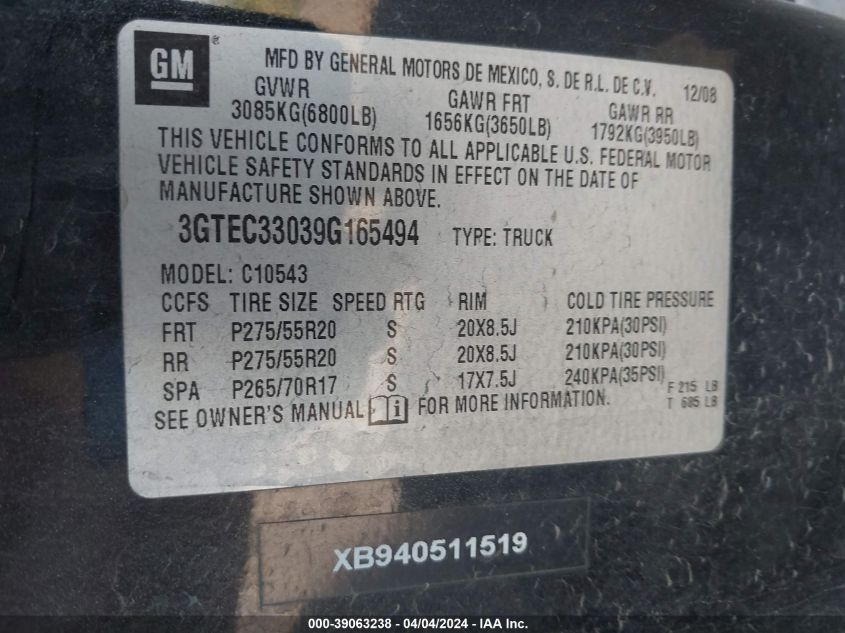 GM®
MFD BY GENERAL MOTORS DE MEXICO, S. DE R.L. DE C.V. 12/08
GVWR GAWR FRT GAWR RR
3085KG(6800LB) 1656KG(3650LB) 1792KG(3950LB)
THIS VEHICLE CONFORMS TO ALL APPLICABLE U.S. FEDERAL MOTOR
VEHICLE SAFETY STANDARDS IN EFFECT ON THE DATE OF
MANUFACTURE SHOWN ABOVE.
3GTEC33039G165494 TYPE: TRUCK
MODEL: C10543
CCFS TIRE SIZE SPEED RTG RIM COLD TIRE PRESSURE
FRT P275/55R20 S 20X8.5J 210KPA(30PSI)
RR P275/55R20 S 20X8.5J 210KPA(30PSI)
SPA P265/70R17 S 17X7.5J 240KPA(35PSI) F 215 LB
SEE OWNER'S MANUAL i FOR MORE INFORMATION. T 685 LB
XB940511519
000-39063238 - 04/04/2024 - IAA Inc.